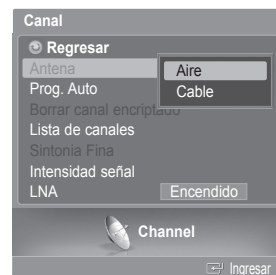 Canal
Regresar
Antena
Aire
Prog. Auto
Cable
Borrar canal encriptado
Lista de canales
Sintonia Fina
Intensidad señal
LNA
Encendido
Channel
Ingresar